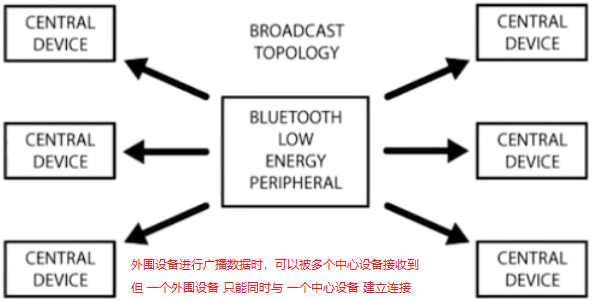 CENTRAL
DEVICE
BROADCAST
TOPOLOGY
CENTRAL
DEVICE
CENTRAL
DEVICE
BLUETOOTH
LOW
ENERGY
PERIPHERAL
CENTRAL
DEVICE
CENTRAL
DEVICE
外围设备进行广播数据时，可以被多个中心设备接收到
但 一个外围设备 只能同时与 一个中心设备 建立连接
CENTRAL
DEVICE